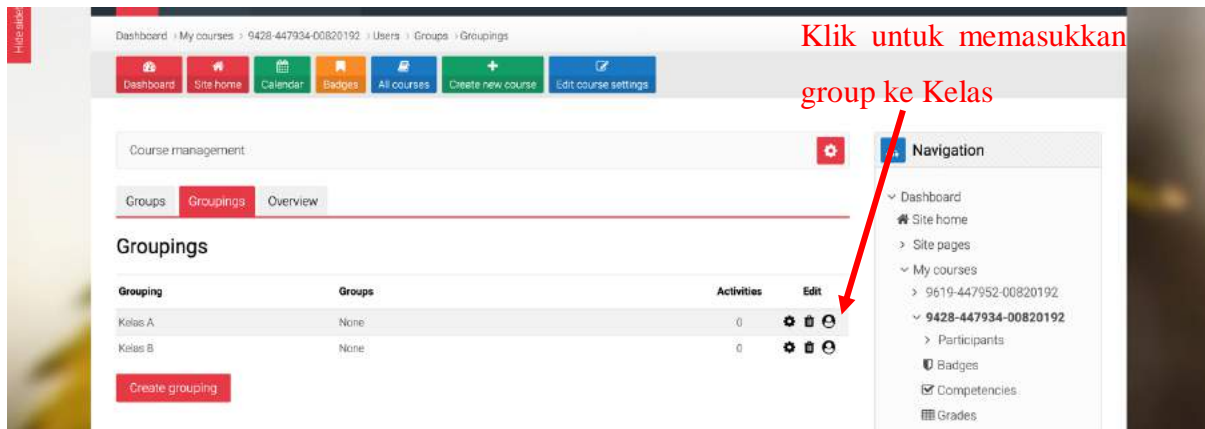 Hide sideb
Dashboard › My courses › 9428-447934-00820192 › Users › Groups › Groupings
Klik untuk memasukkan
group ke Kelas
Dashboard Site home Calendar Badges All courses Create new course Edit course settings
Course management
Navigation
Groups Groupings Overview
Dashboard
Site home
Groupings
Site pages
My courses
Grouping Groups Activities Edit
9619-447952-00820192
Kelas A None 0
9428-447934-00820192
Participants
Kelas B None 0
Badges
Create grouping
Competencies
Grades